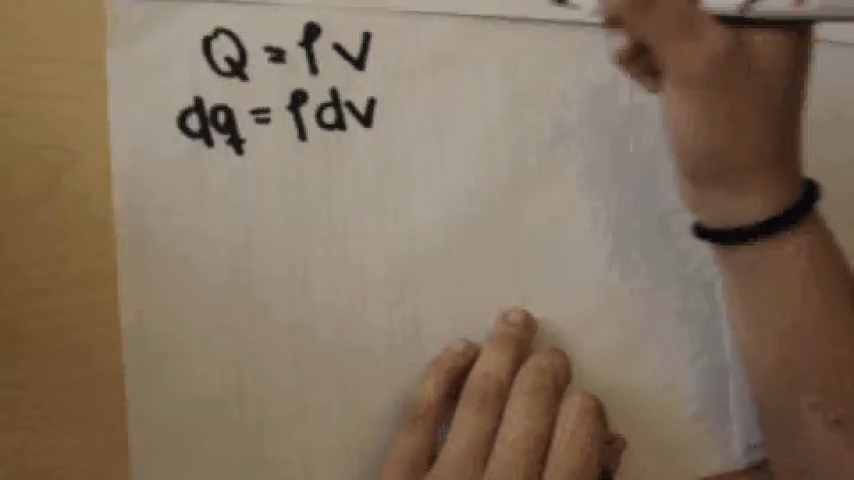 Q = ρV
dq = ρdv